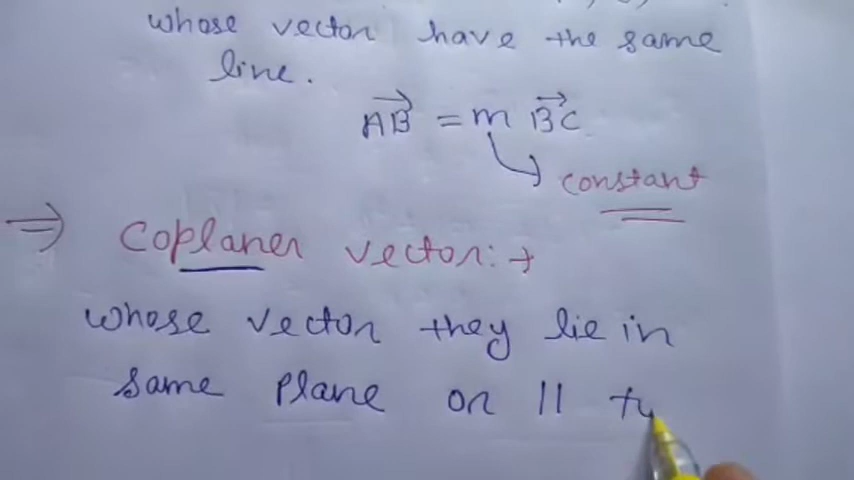 whose vector have the same
line.
AB = m BC
constant
⇒ Coplaner vector:→
whose vector they lie in
same plane or ||